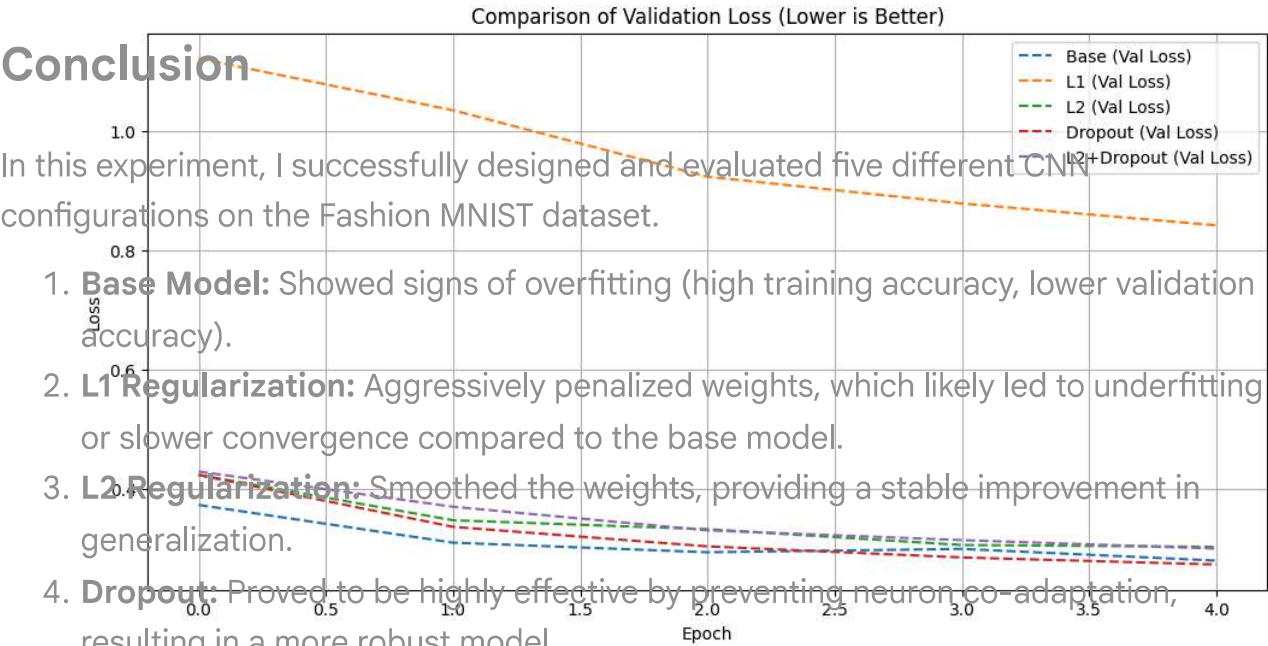 Comparison of Validation Loss (Lower is Better)
Conclusion
Base (Val Loss)
L1 (Val Loss)
L2 (Val Loss)
Dropout (Val Loss)
L2+Dropout (Val Loss)
1.0
In this experiment, I successfully designed and evaluated five different CNN
configurations on the Fashion MNIST dataset.
0.8
1. Base Model: Showed signs of overfitting (high training accuracy, lower validation
Loss
accuracy).
0.6
2. L1 Regularization: Aggressively penalized weights, which likely led to underfitting
or slower convergence compared to the base model.
0.4
3. L2 Regularization: Smoothed the weights, providing a stable improvement in
generalization.
4. Dropout: Proved to be highly effective by preventing neuron co-adaptation,
0.0 0.5 1.0 1.5 2.0 2.5 3.0 3.5 4.0
Epoch
resulting in a more robust model